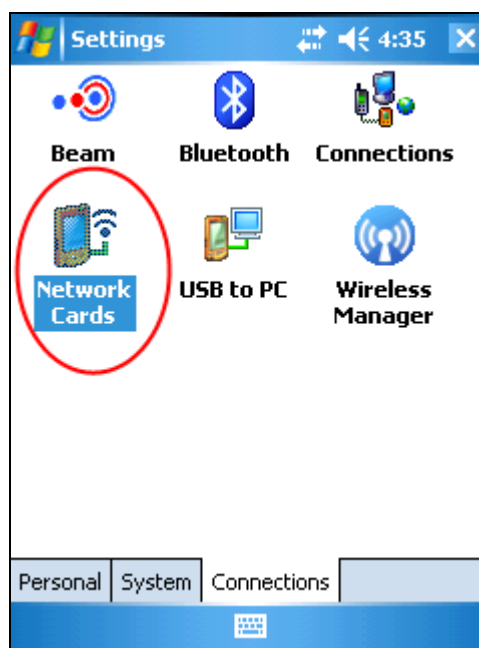 Settings 4:35
Beam Bluetooth Connections
Network Cards
USB to PC
Wireless Manager
Personal System Connections